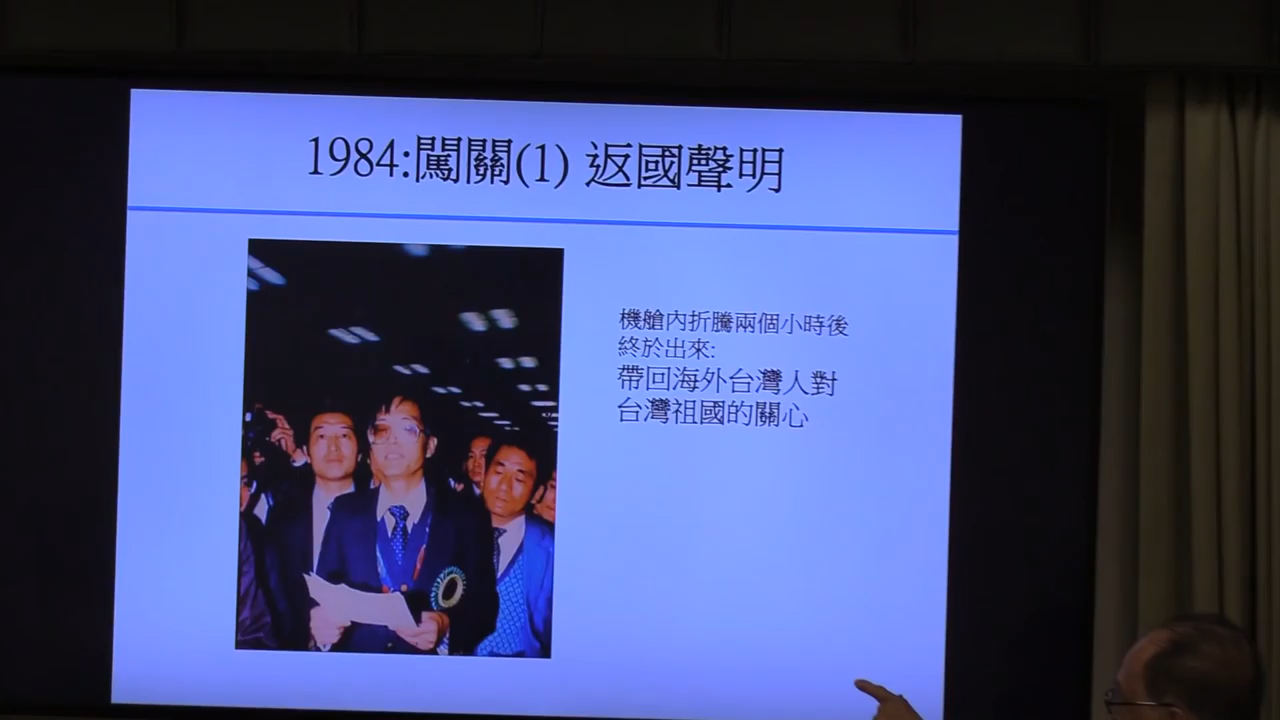 1984:闖關(1) 返國聲明
機艙內折騰兩個小時後
終於出來:
帶回海外台灣人對
台灣祖國的關心